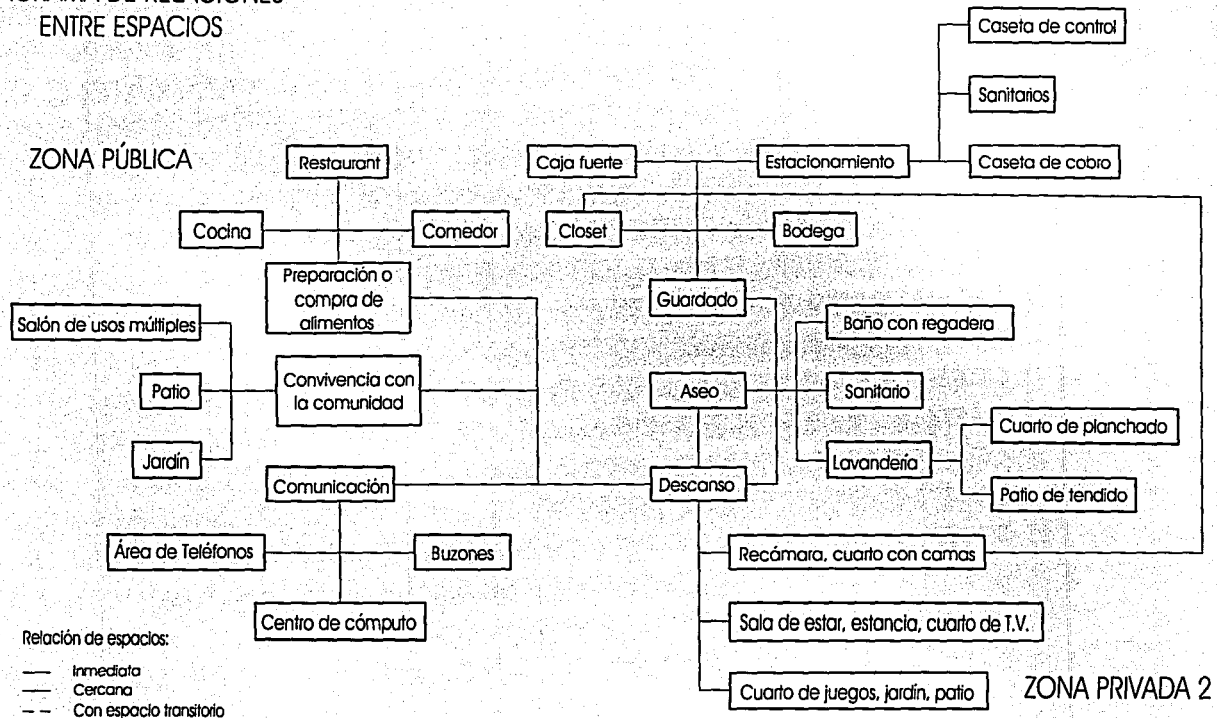 ENTRE ESPACIOS
ZONA PÚBLICA
Restaurant
Cocina
Comedor
Preparación o
compra de
alimentos
Salón de usos múltiples
Patio
Jardín
Convivencia con
la comunidad
Comunicación
Área de Teléfonos
Buzones
Centro de cómputo
Relación de espacios:
Inmediata
Cercana
Con espacio transitorio
Caja fuerte
Estacionamiento
Caseta de control
Sanitarios
Caseta de cobro
Closet
Bodega
Guardado
Aseo
Descanso
Baño con regadera
Sanitario
Lavandería
Cuarto de planchado
Patio de tendido
Recámara, cuarto con camas
Sala de estar, estancia, cuarto de T.V.
Cuarto de juegos, jardín, patio
ZONA PRIVADA 2